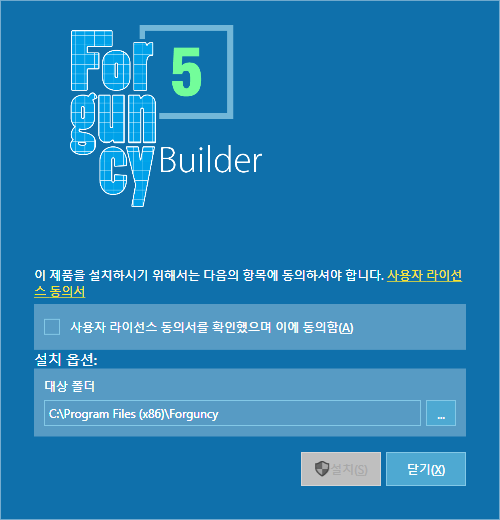 For
gun
cy
5
Builder
이 제품을 설치하시기 위해서는 다음의 항목에 동의하셔야 합니다. 사용자 라이선
스 동의서
사용자 라이선스 동의서를 확인했으며 이에 동의함(A)
설치 옵션:
대상 폴더
C:\Program Files (x86)\Forguncy
...
설치(S)
닫기(X)